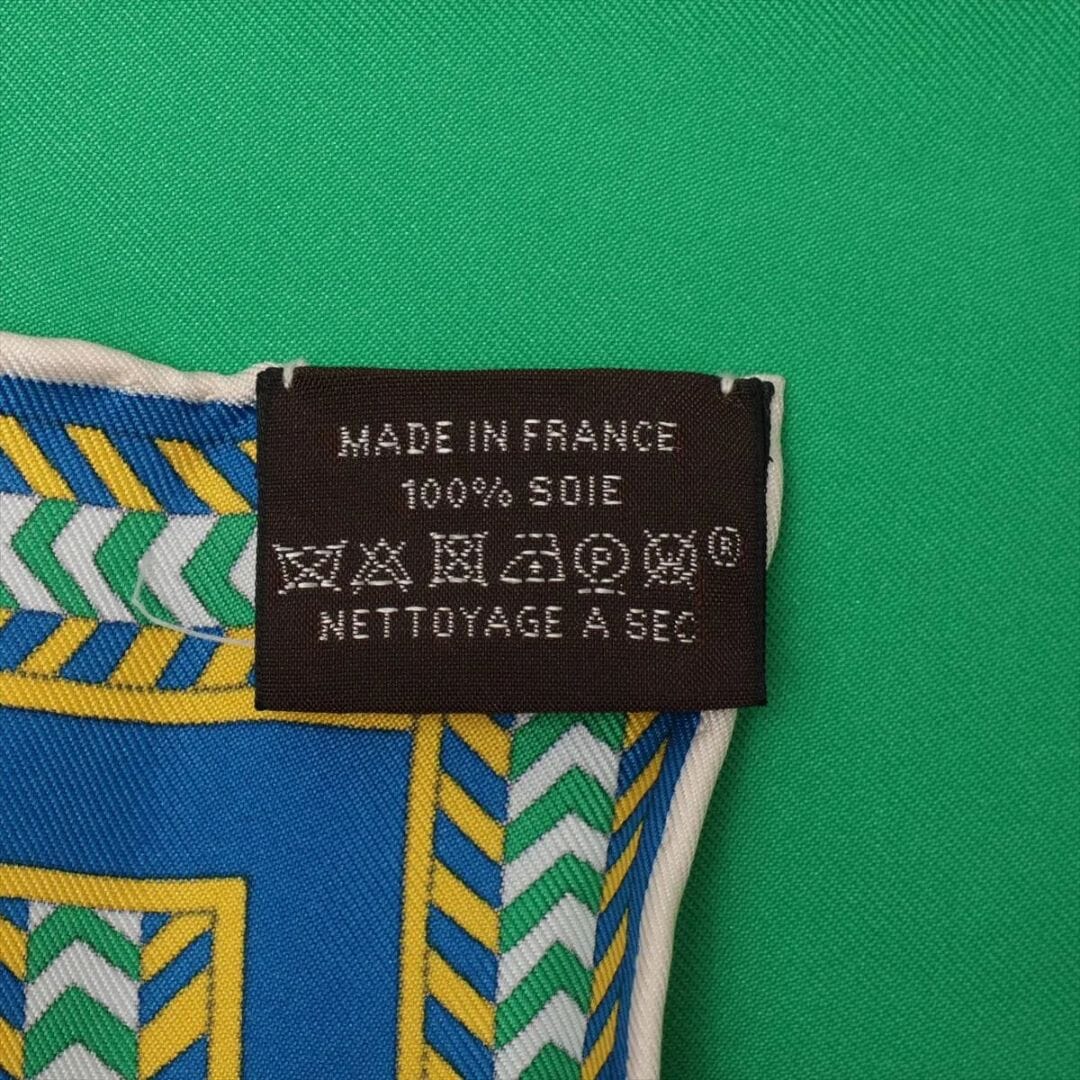 MADE IN FRANCE
100% SOIE
P W ®
NETTOYAGE A SEC